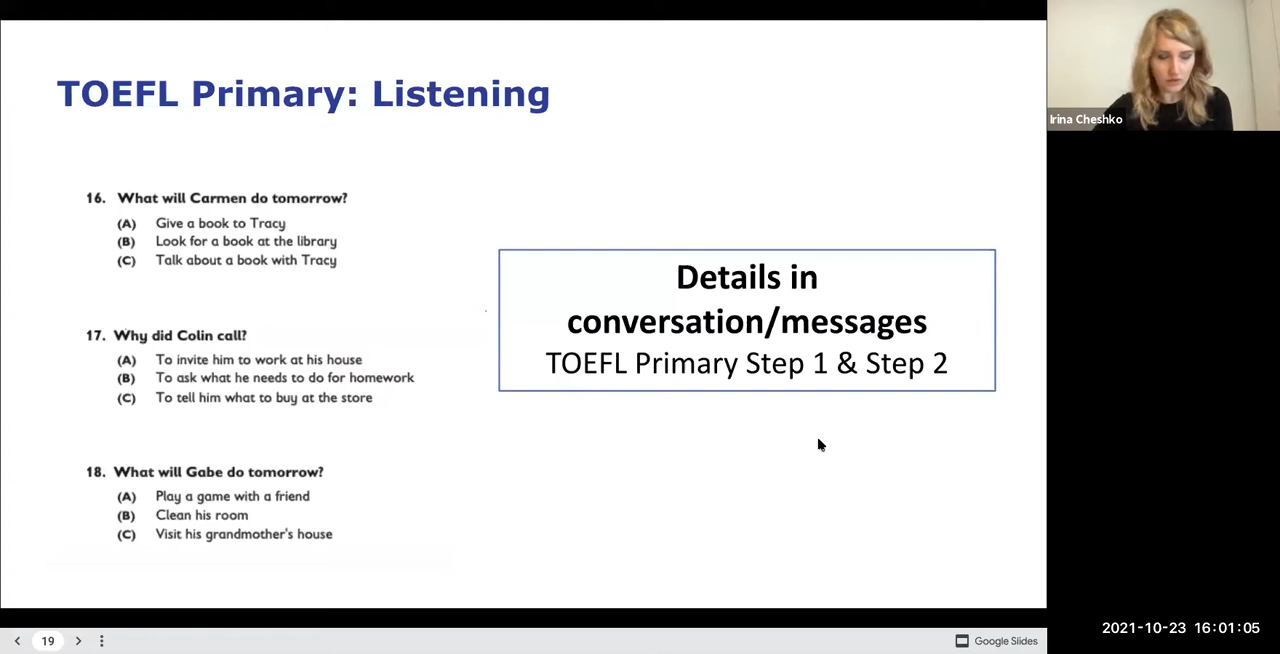 TOEFL Primary: Listening
16. What will Carmen do tomorrow?
(A) Give a book to Tracy
(B) Look for a book at the library
(C) Talk about a book with Tracy
17. Why did Colin call?
(A) To invite him to work at his house
(B) To ask what he needs to do for homework
(C) To tell him what to buy at the store
18. What will Gabe do tomorrow?
(A) Play a game with a friend
(B) Clean his room
(C) Visit his grandmother's house
Details in
conversation/messages
TOEFL Primary Step 1 & Step 2
Irina Cheshko
19
Google Slides
2021-10-23 16:01:05